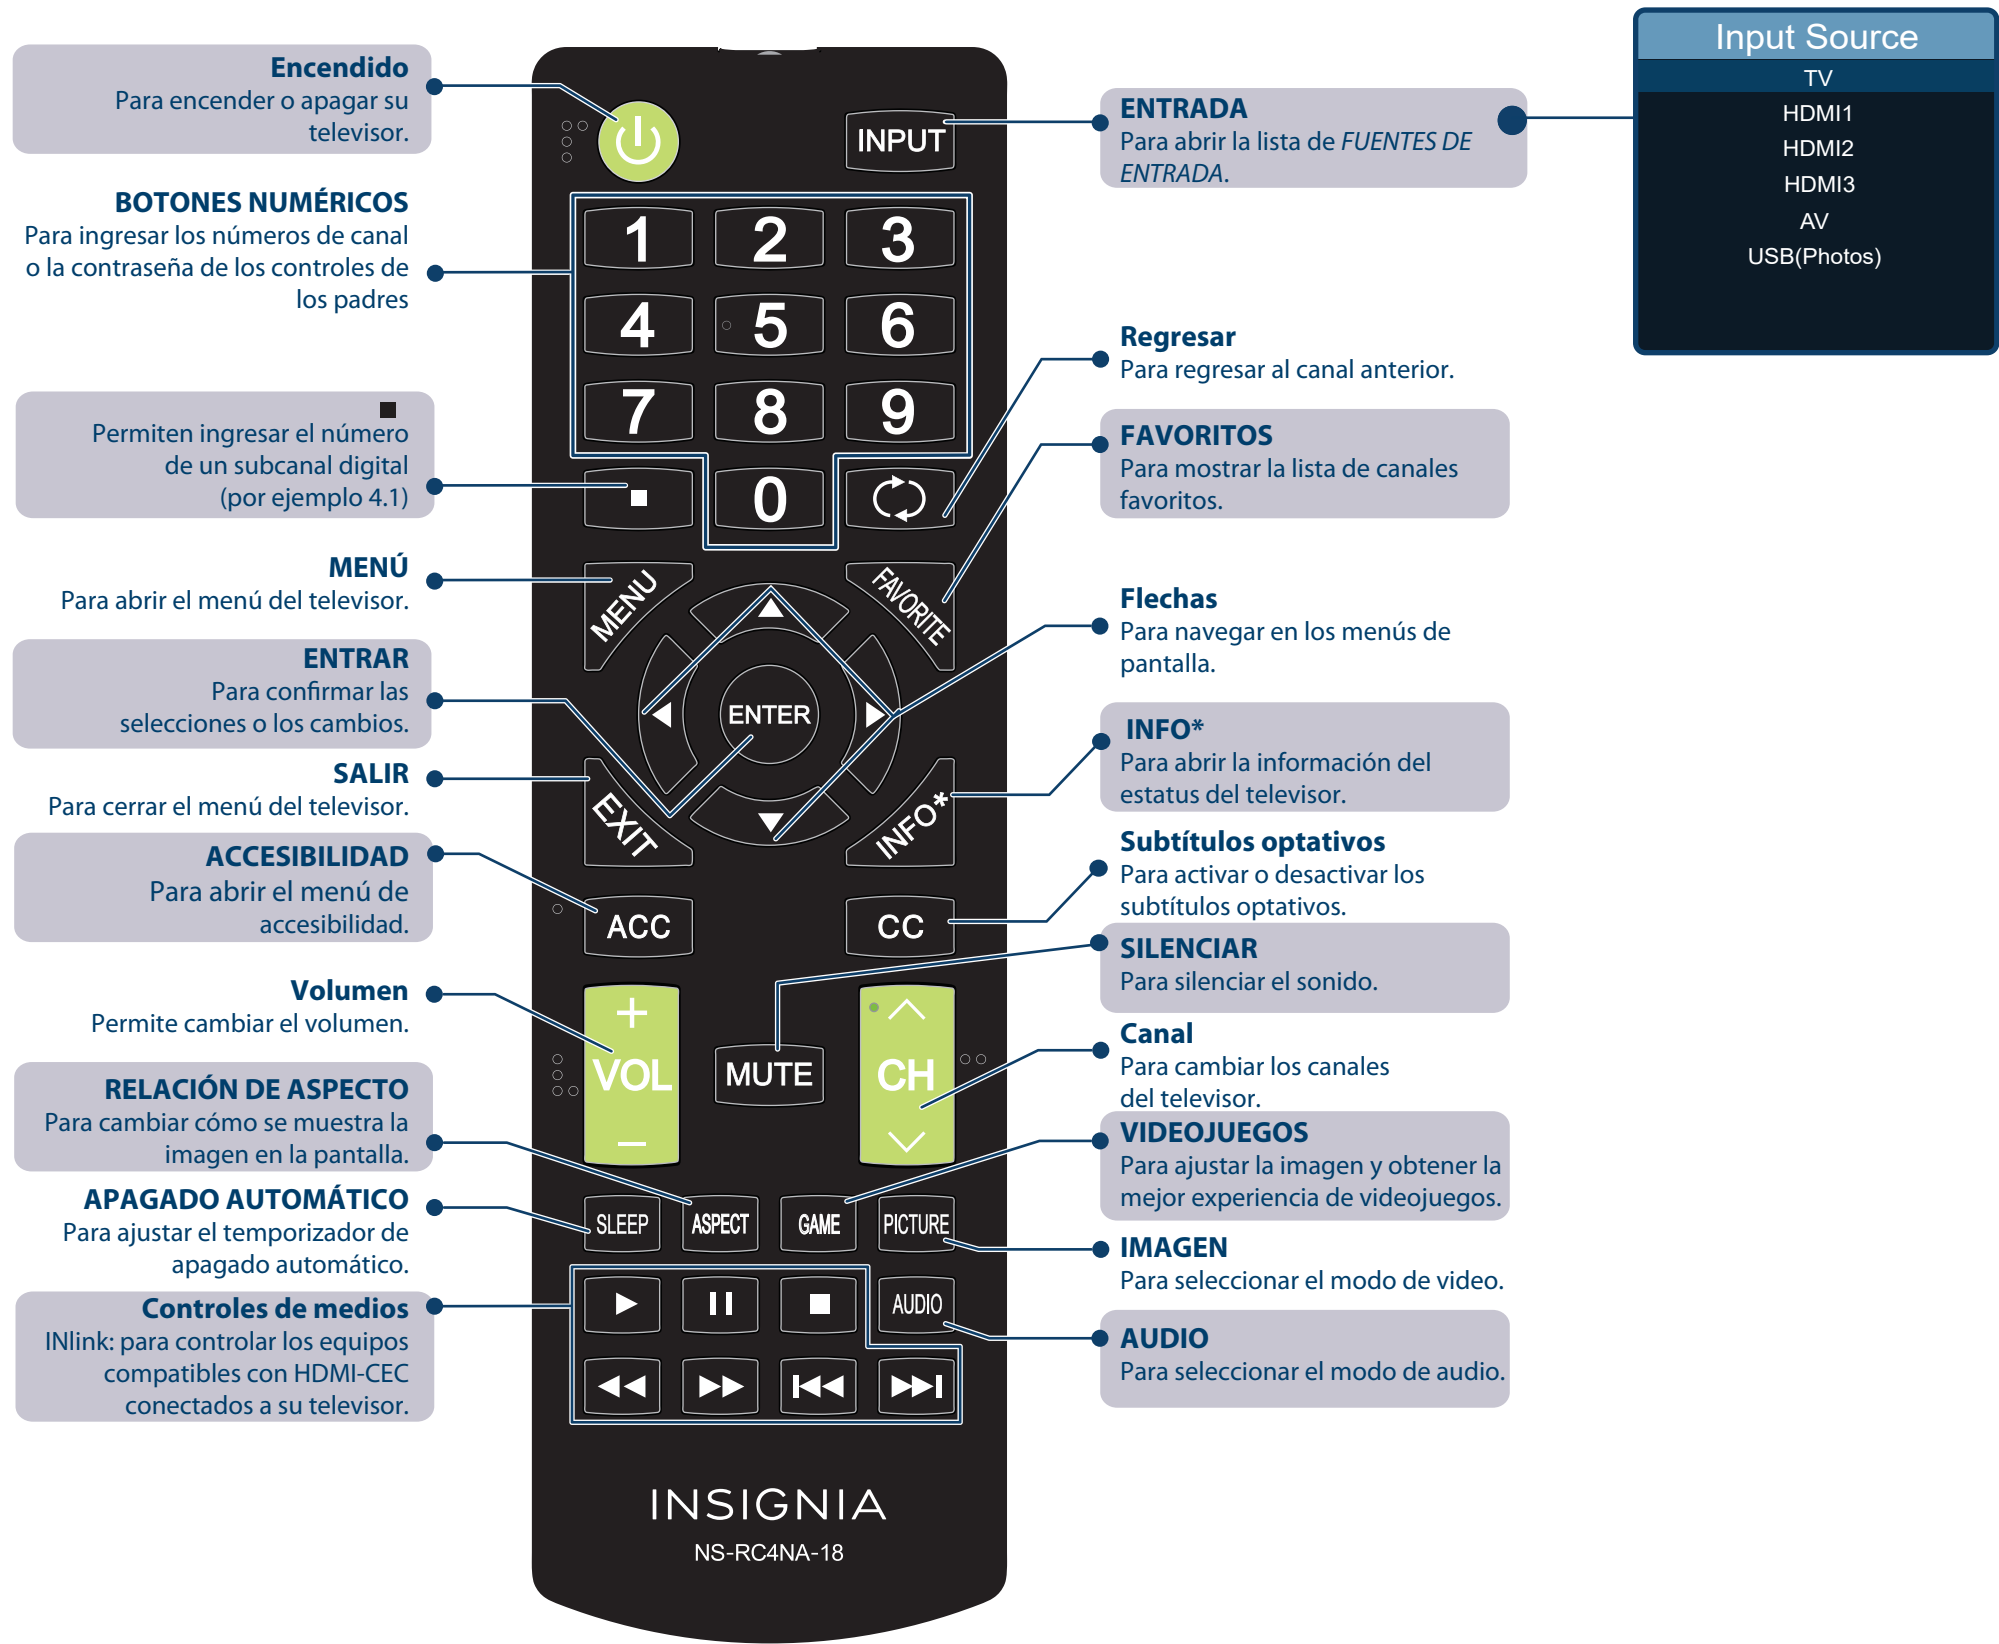 Encendido
Para encender o apagar su
televisor.
BOTONES NUMÉRICOS
Para ingresar los números de canal
o la contraseña de los controles de
los padres
Permiten ingresar el número
de un subcanal digital
(por ejemplo 4.1)
MENÚ
Para abrir el menú del televisor.
ENTRAR
Para confirmar las
selecciones o los cambios.
SALIR
Para cerrar el menú del televisor.
ACCESIBILIDAD
Para abrir el menú de
accesibilidad.
Volumen
Permite cambiar el volumen.
RELACIÓN DE ASPECTO
Para cambiar cómo se muestra la
imagen en la pantalla.
APAGADO AUTOMÁTICO
Para ajustar el temporizador de
apagado automático.
Controles de medios
INlink: para controlar los equipos
compatibles con HDMI-CEC
conectados a su televisor.
INPUT
1 2 3
4 5 6
7 8 9
0
MENU
FAVORITE
ENTER
EXIT
INFO*
ACC
CC
VOL
MUTE
CH
SLEEP
ASPECT
GAME
PICTURE
AUDIO
INSIGNIA
NS-RC4NA-18
ENTRADA
Para abrir la lista de FUENTES DE
ENTRADA.
Regresar
Para regresar al canal anterior.
FAVORITOS
Para mostrar la lista de canales
favoritos.
Flechas
Para navegar en los menús de
pantalla.
INFO*
Para abrir la información del
estatus del televisor.
Subtítulos optativos
Para activar o desactivar los
subtítulos optativos.
SILENCIAR
Para silenciar el sonido.
Canal
Para cambiar los canales
del televisor.
VIDEOJUEGOS
Para ajustar la imagen y obtener la
mejor experiencia de videojuegos.
IMAGEN
Para seleccionar el modo de video.
AUDIO
Para seleccionar el modo de audio.
Input Source
TV
HDMI1
HDMI2
HDMI3
AV
USB(Photos)